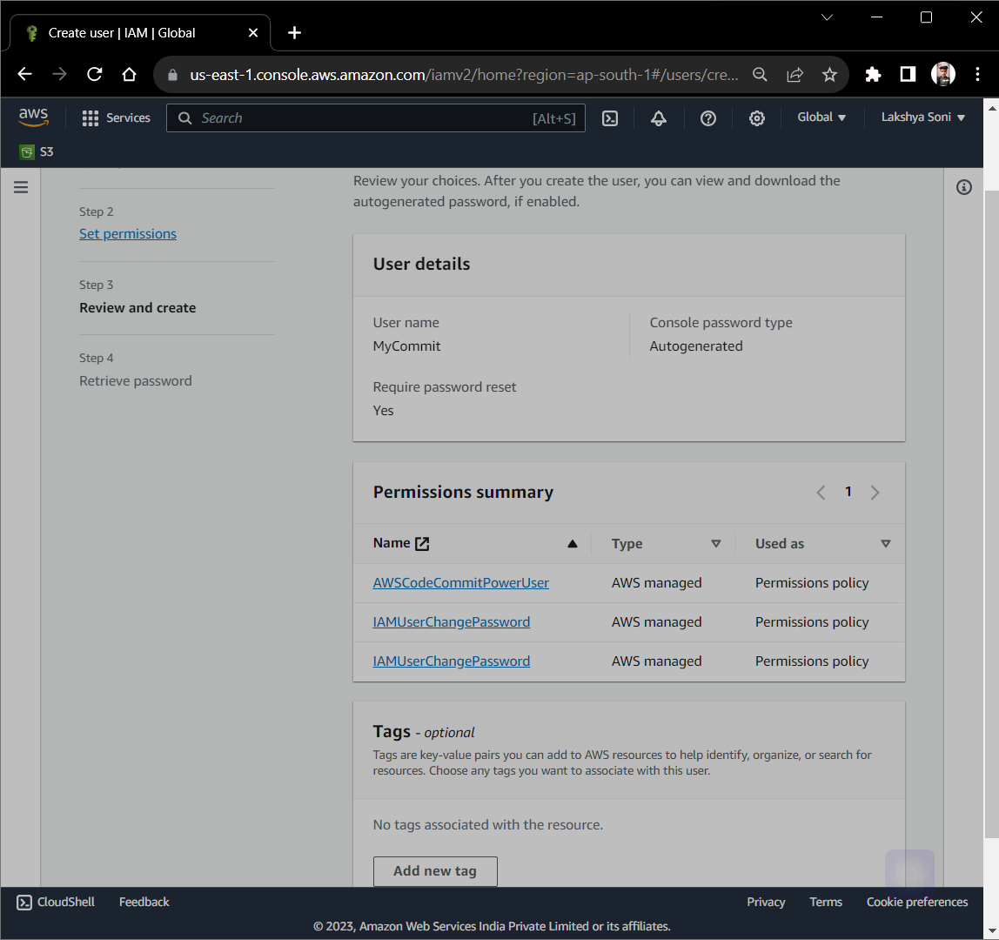 Create user | IAM | Global
us-east-1.console.aws.amazon.com/iamv2/home?region=ap-south-1#/users/cre...
aws
Services
Search
[Alt+S]
Global
Lakshya Soni
S3
Review your choices. After you create the user, you can view and download the
autogenerated password, if enabled.
Step 2
Set permissions
Step 3
Review and create
Step 4
Retrieve password
User details
User name
MyCommit
Console password type
Autogenerated
Require password reset
Yes
Permissions summary
1
Name Type Used as
AWSCodeCommitPowerUser AWS managed Permissions policy
IAMUserChangePassword AWS managed Permissions policy
IAMUserChangePassword AWS managed Permissions policy
Tags - optional
Tags are key-value pairs you can add to AWS resources to help identify, organize, or search for
resources. Choose any tags you want to associate with this user.
No tags associated with the resource.
Add new tag
CloudShell Feedback Privacy Terms Cookie preferences
© 2023, Amazon Web Services India Private Limited or its affiliates.